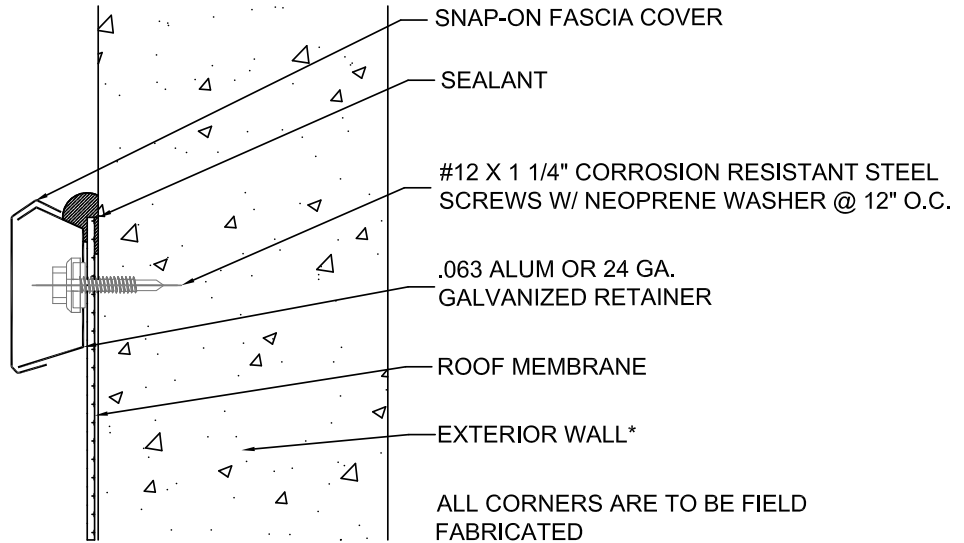 SNAP-ON FASCIA COVER
SEALANT
#12 X 1 1/4" CORROSION RESISTANT STEEL
SCREWS W/ NEOPRENE WASHER @ 12" O.C.
.063 ALUM OR 24 GA.
GALVANIZED RETAINER
ROOF MEMBRANE
EXTERIOR WALL*
ALL CORNERS ARE TO BE FIELD
FABRICATED